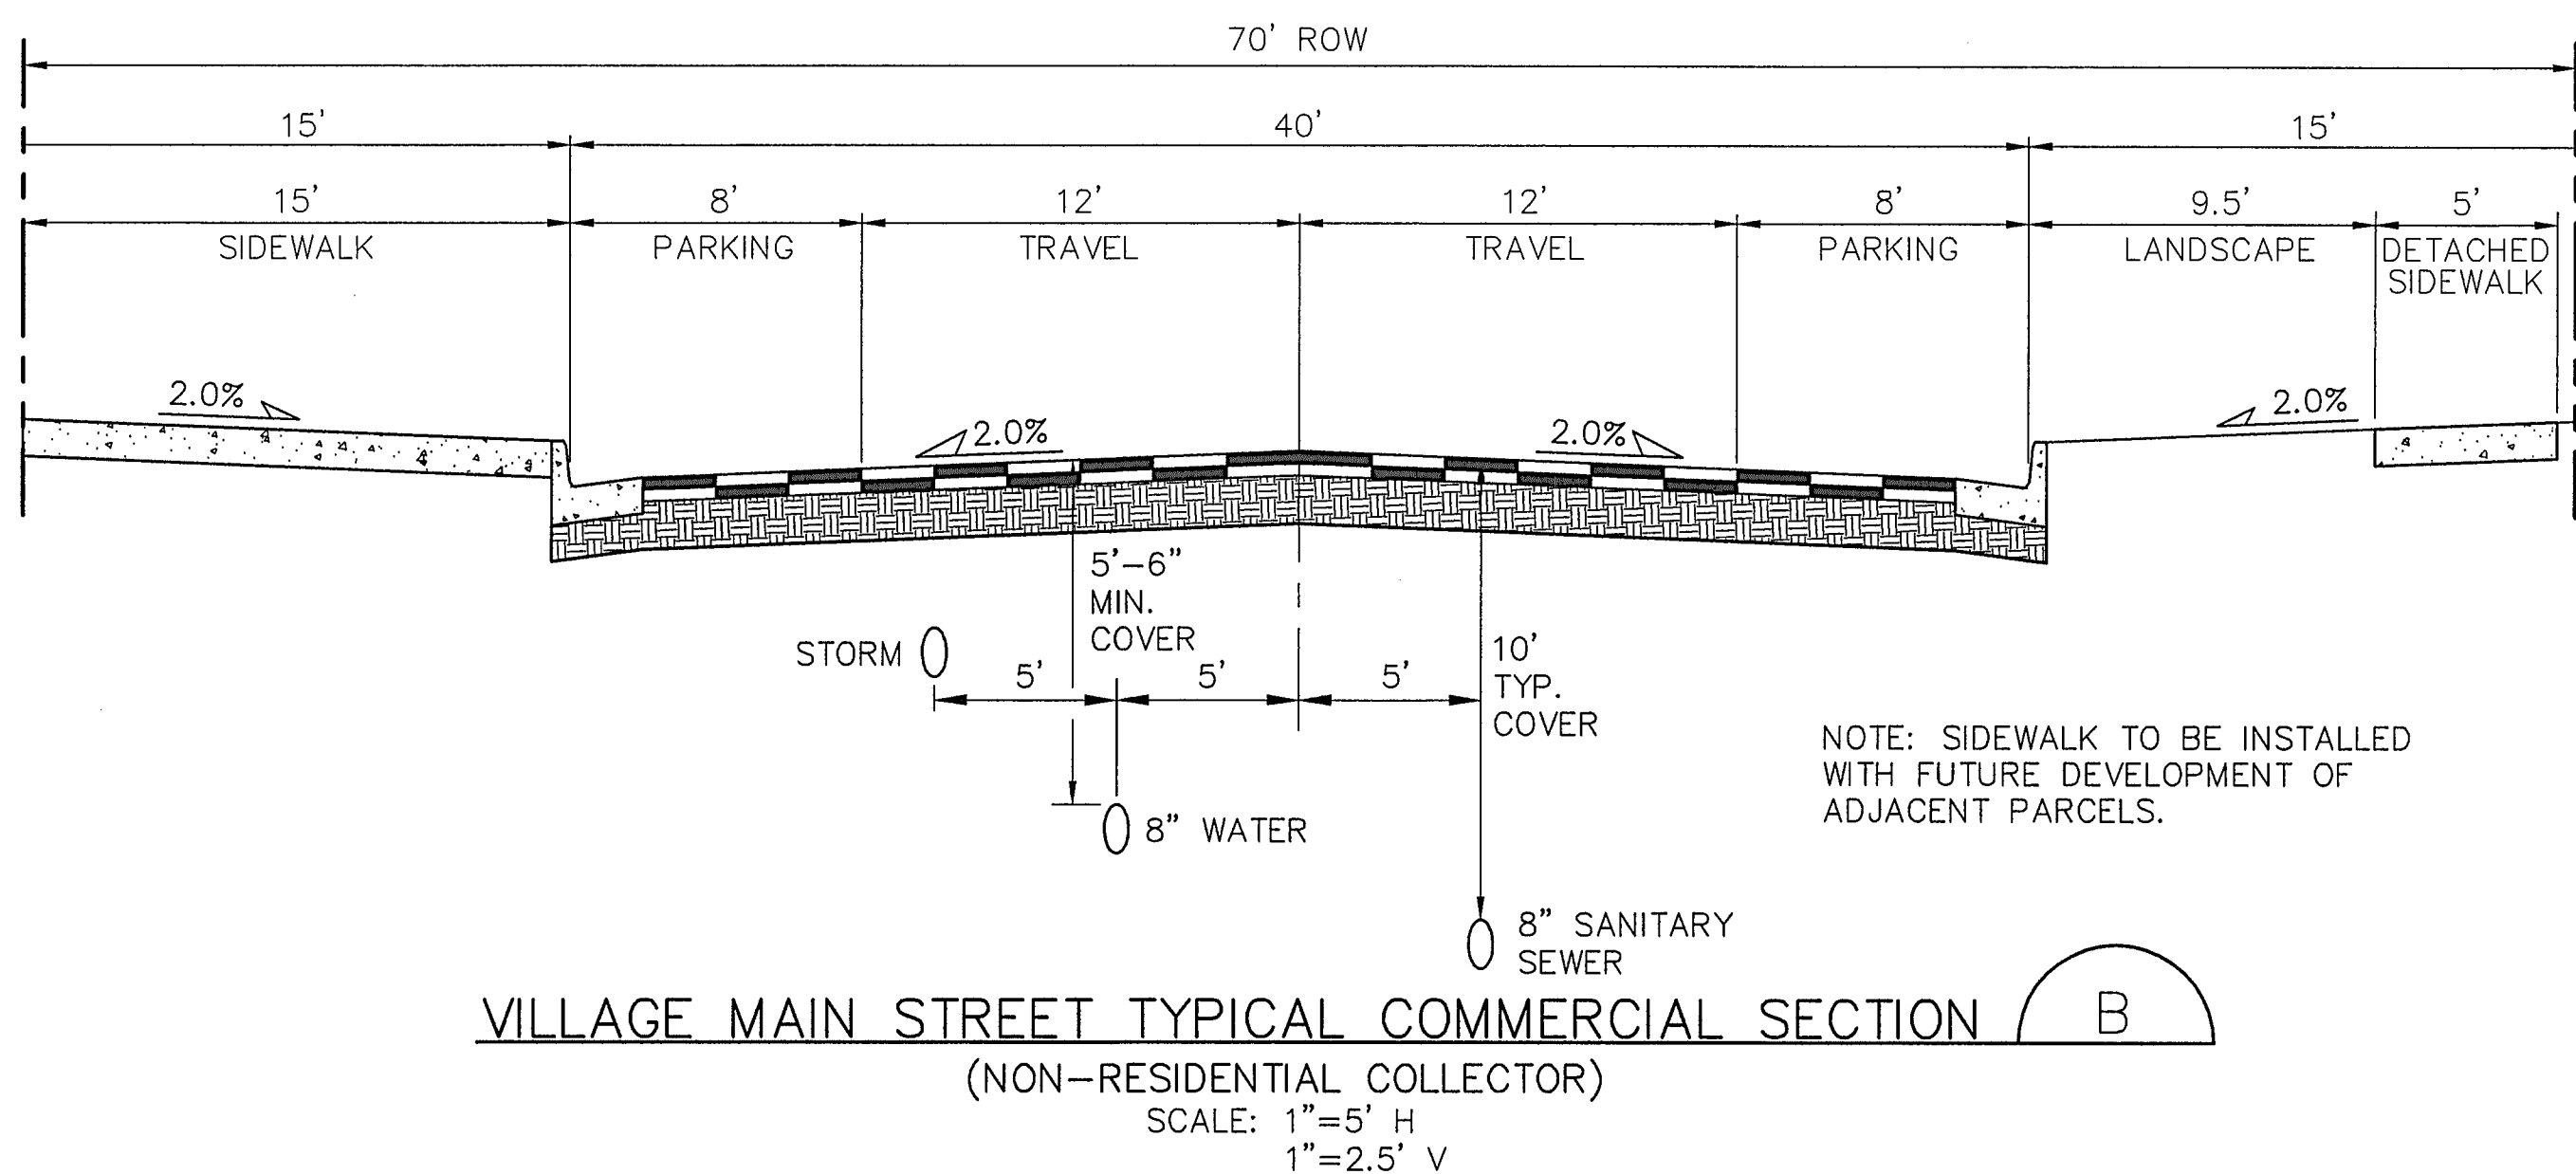 70' ROW
15' 40' 15'
15' 8' 12' 12' 8' 9.5' 5'
SIDEWALK PARKING TRAVEL TRAVEL PARKING LANDSCAPE DETACHED
SIDEWALK
2.0% 2.0% 2.0% 2.0%
5'-6"
MIN.
COVER
STORM
5' 5' 5'
10'
TYP.
COVER
8" WATER
NOTE: SIDEWALK TO BE INSTALLED
WITH FUTURE DEVELOPMENT OF
ADJACENT PARCELS.
8" SANITARY
SEWER
VILLAGE MAIN STREET TYPICAL COMMERCIAL SECTION B
(NON-RESIDENTIAL COLLECTOR)
SCALE: 1"=5' H
1"=2.5' V